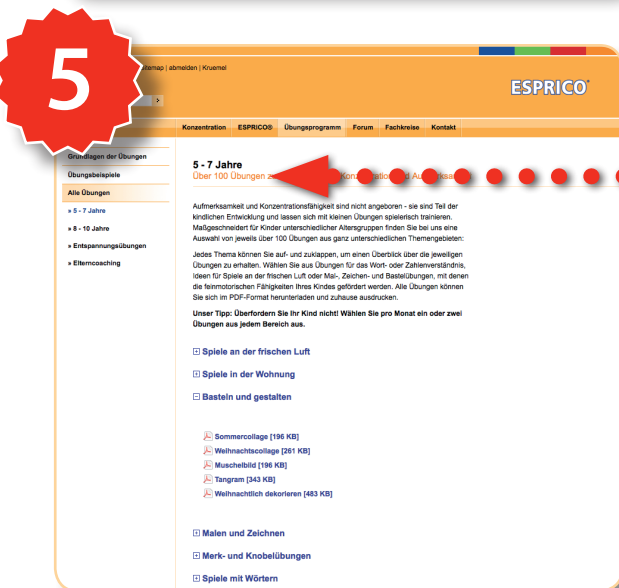 5
itemap | abmelden | Kruemel
ESPRICO®
Konzentration ESPRICO® Übungsprogramm Forum Fachkreise Kontakt
Grundlagen der Übungen
Übungsbeispiele
Alle Übungen
» 5 - 7 Jahre
» 8 - 10 Jahre
» Entspannungsübungen
» Elterncoaching
5 - 7 Jahre
Über 100 Übungen z Konzentration und Aufmerksa
Aufmerksamkeit und Konzentrationsfähigkeit sind nicht angeboren - sie sind Teil der
kindlichen Entwicklung und lassen sich mit kleinen Übungen spielerisch trainieren.
Maßgeschneidert für Kinder unterschiedlicher Altersgruppen finden Sie bei uns eine
Auswahl von jeweils über 100 Übungen aus ganz unterschiedlichen Themengebieten:
Jedes Thema können Sie auf- und zuklappen, um einen Überblick über die jeweiligen
Übungen zu erhalten. Wählen Sie aus Übungen für das Wort- oder Zahlenverständnis,
Ideen für Spiele an der frischen Luft oder Mal-, Zeichen- und Bastelübungen, mit denen
die feinmotorischen Fähigkeiten Ihres Kindes gefördert werden. Alle Übungen können
Sie sich im PDF-Format herunterladen und zuhause ausdrucken.
Unser Tipp: Überfordern Sie Ihr Kind nicht! Wählen Sie pro Monat ein oder zwei
Übungen aus jedem Bereich aus.
Spiele an der frischen Luft
Spiele in der Wohnung
Basteln und gestalten
Sommercollage [196 KB]
Weihnachtscollage [261 KB]
Muschelbild [196 KB]
Tangram [343 KB]
Weihnachtlich dekorieren [483 KB]
Malen und Zeichnen
Merk- und Knobelübungen
Spiele mit Wörtern